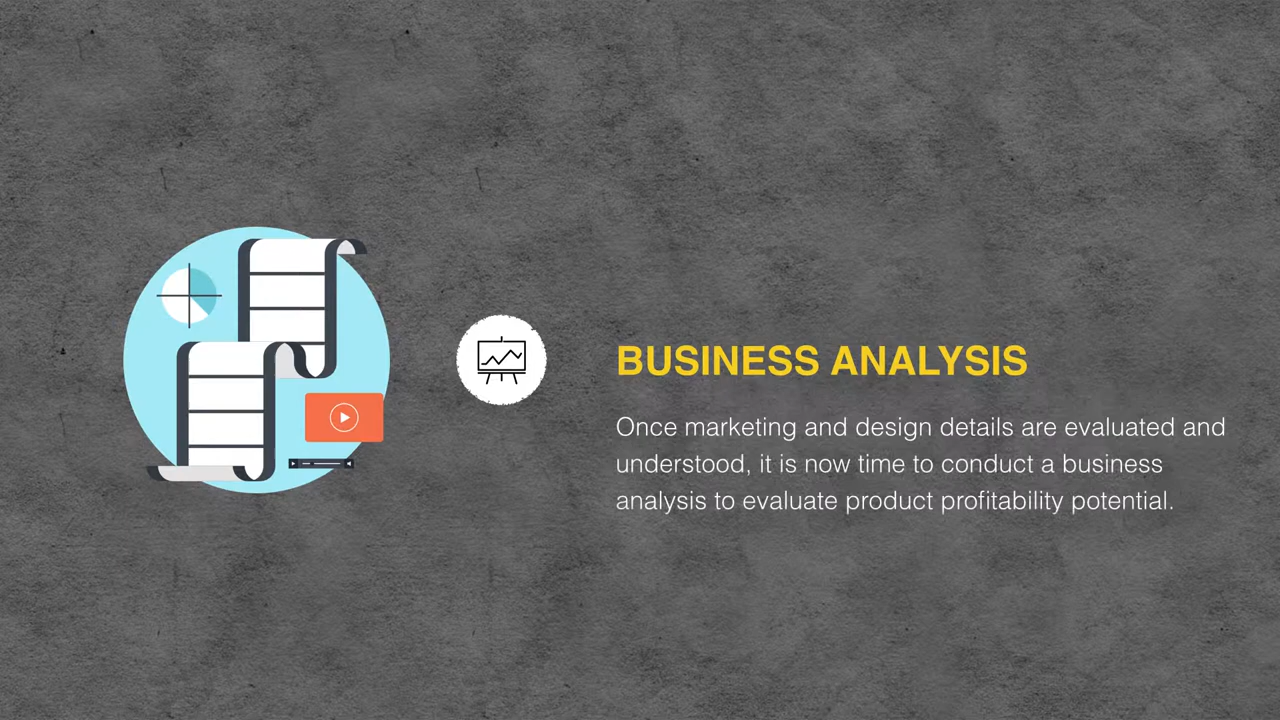 BUSINESS ANALYSIS
Once marketing and design details are evaluated and
understood, it is now time to conduct a business
analysis to evaluate product profitability potential.